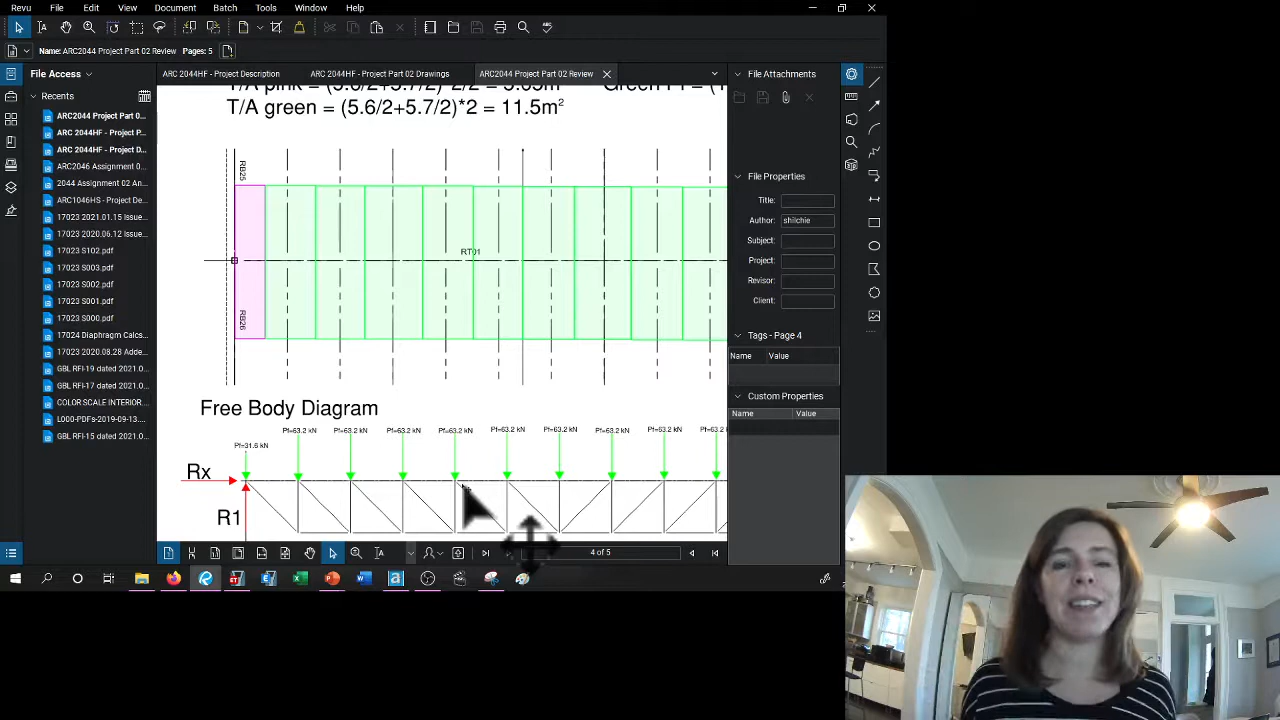 Revu File Edit View Document Batch Tools Window Help
Name: ARC2044 Project Part 02 Review Pages: 5
File Access
ARC 2044HF - Project Description
ARC 2044HF - Project Part 02 Drawings
ARC2044 Project Part 02 Review
File Attachments
Recents
ARC2044 Project Part 0...
ARC 2044HF - Project P...
ARC 2044HF - Project D...
ARC2046 Assignment 0...
2044 Assignment 02 An...
ARC1046HS - Project De...
17023 2021.01.15 Issue...
17023 2020.06.12 Issue...
17023 S102.pdf
17023 S003.pdf
17023 S002.pdf
17023 S001.pdf
17023 S000.pdf
17024 Diaphragm Calcs...
17023 2020.08.28 Adde...
GBL RFI-19 dated 2021.0...
GBL RFI-17 dated 2021.0...
COLOR SCALE INTERIOR...
L000-PDFs-2019-09-13....
GBL RFI-15 dated 2021.0...
T/A green = (5.6/2+5.7/2)*2 = 11.5m²
RB25
RT01
RB26
Free Body Diagram
Pf=31.6 kN
Pf=63.2 kN Pf=63.2 kN Pf=63.2 kN Pf=63.2 kN Pf=63.2 kN Pf=63.2 kN Pf=63.2 kN Pf=63.2 kN
Rx
R1
File Properties
Title:
Author: shilchie
Subject:
Project:
Revisor:
Client:
Tags - Page 4
Name Value
Custom Properties
Name Value
4 of 5